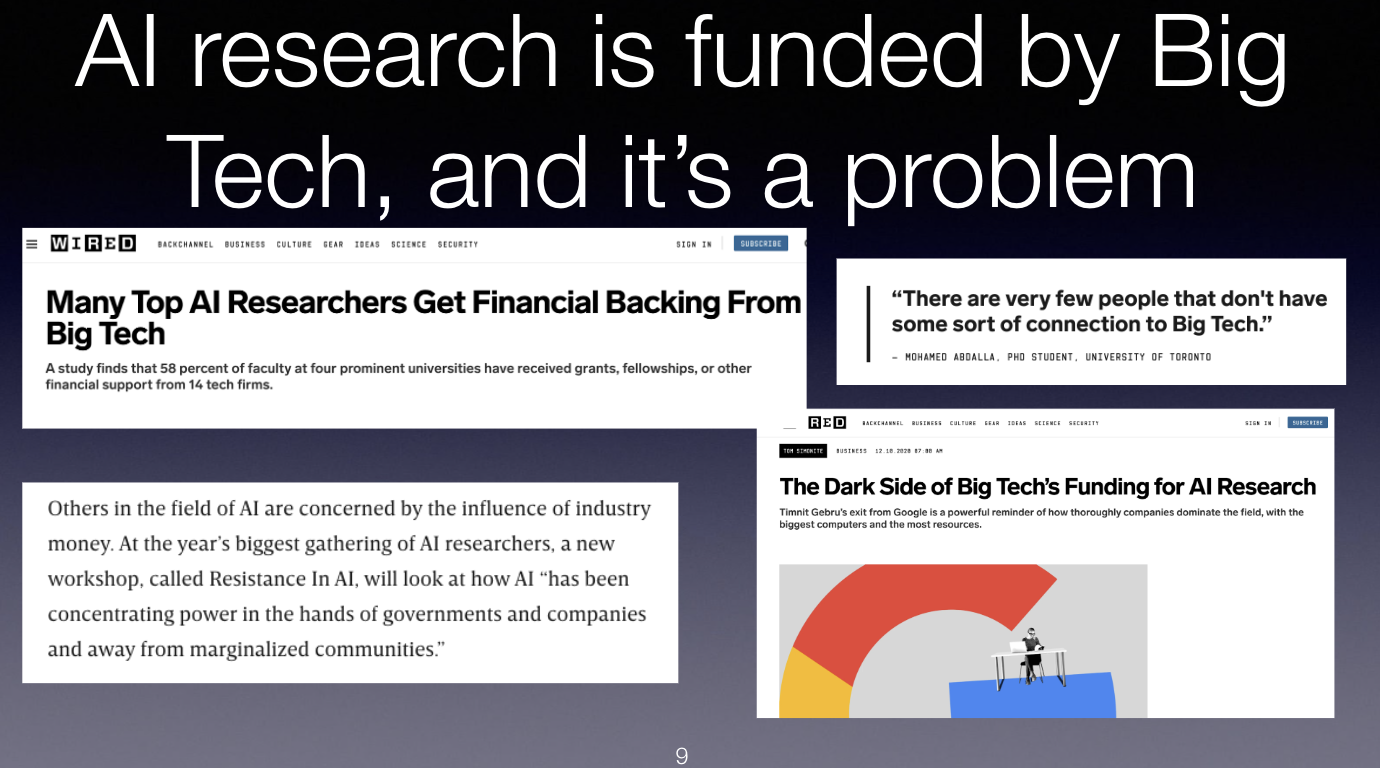 AI research is funded by Big
Tech, and it's a problem
WIRED BACKCHANNEL BUSINESS CULTURE GEAR IDEAS SCIENCE SECURITY SIGN IN SUBSCRIBE
Many Top AI Researchers Get Financial Backing From
Big Tech
A study finds that 58 percent of faculty at four prominent universities have received grants, fellowships, or other
financial support from 14 tech firms.
“There are very few people that don't have
some sort of connection to Big Tech.”
— MOHAMED ABDALLA, PHD STUDENT, UNIVERSITY OF TORONTO
Others in the field of AI are concerned by the influence of industry
money. At the year's biggest gathering of AI researchers, a new
workshop, called Resistance In AI, will look at how AI “has been
concentrating power in the hands of governments and companies
and away from marginalized communities.”
RED BACKCHANNEL BUSINESS CULTURE GEAR IDEAS SCIENCE SECURITY SIGN IN SUBSCRIBE
TOM SIMONITE BUSINESS 12.10.2020 07:00 AM
The Dark Side of Big Tech's Funding for AI Research
Timnit Gebru's exit from Google is a powerful reminder of how thoroughly companies dominate the field, with the
biggest computers and the most resources.
9